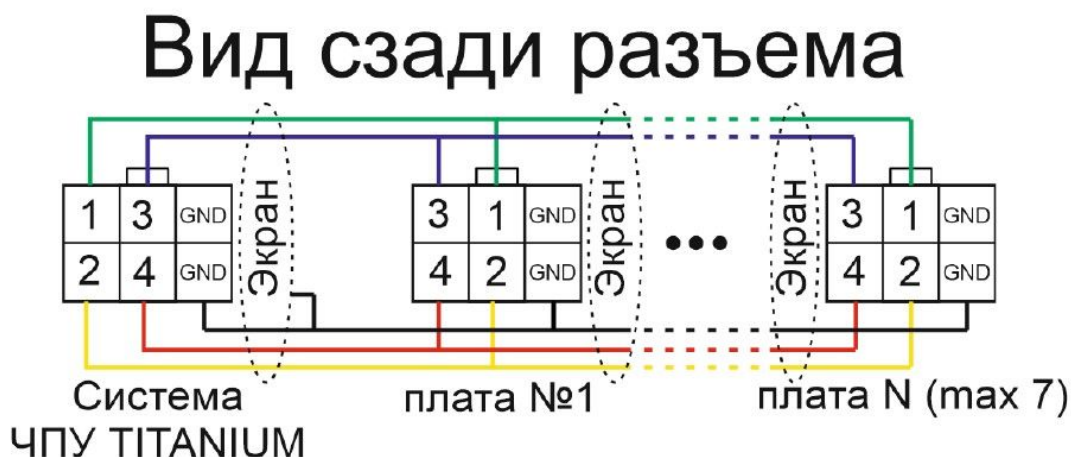 Вид сзади разъема
1 3 GND Экран 3 1 GND Экран Экран 3 1 GND
2 4 GND 4 2 GND 4 2 GND
Система плата №1 плата N (max 7)
ЧПУ TITANIUM